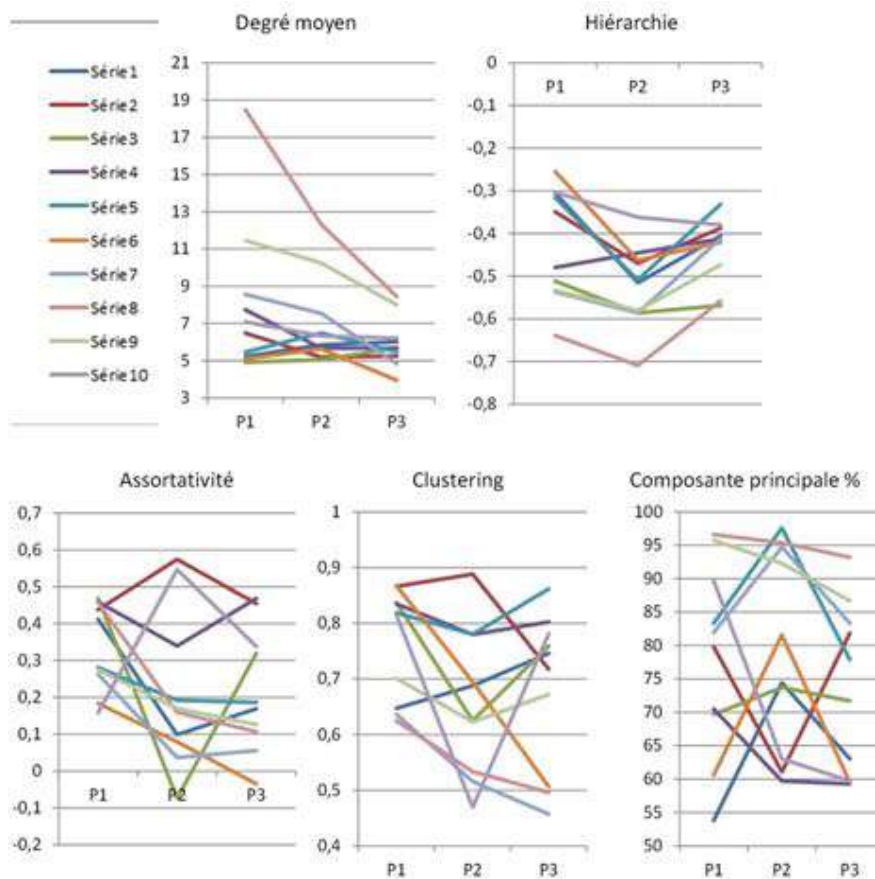 Degré moyen
Hiérarchie
Série1
Série2
Série3
Série4
Série5
Série6
Série7
Série8
Série9
Série10
21
19
17
15
13
11
9
7
5
3
P1 P2 P3
0
-0,1
-0,2
-0,3
-0,4
-0,5
-0,6
-0,7
-0,8
P1 P2 P3
Assortativité
0,7
0,6
0,5
0,4
0,3
0,2
0,1
0
-0,1
-0,2
P1 P2 P3
Clustering
1
0,9
0,8
0,7
0,6
0,5
0,4
P1 P2 P3
Composante principale %
100
95
90
85
80
75
70
65
60
55
50
P1 P2 P3